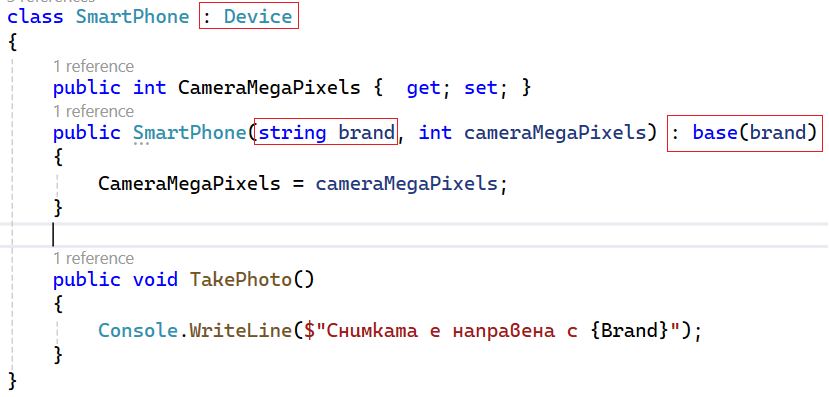 class SmartPhone : Device
{
1 reference
public int CameraMegaPixels {  get; set; }
1 reference
public SmartPhone(string brand, int cameraMegaPixels) : base(brand)
{
CameraMegaPixels = cameraMegaPixels;
}
1 reference
public void TakePhoto()
{
Console.WriteLine($"Снимката е направена с {Brand}");
}
}